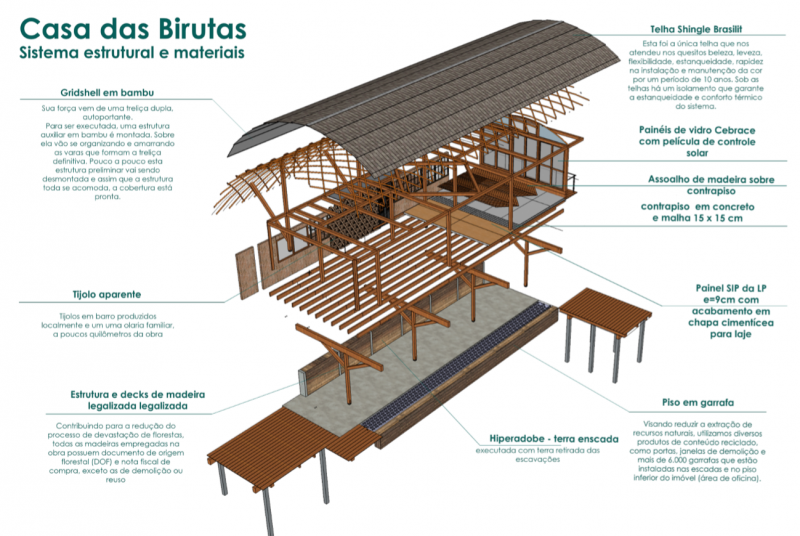 Casa das Birutas
Sistema estrutural e materiais
Gridshell em bambu
Sua força vem de uma treliça dupla,
autoportante.
Para ser executada, uma estrutura
auxiliar em bambu é montada. Sobre
ela vão se organizando e amarrando
as varas que formam a treliça
definitiva. Pouco a pouco esta
estrutura preliminar vai sendo
desmontada e assim que a estrutura
toda se acomoda, a cobertura está
pronta.
Tijolo aparente
Tijolos em barro produzidos
localmente e um uma olaria familiar,
a poucos quilômetros da obra
Estrutura e decks de madeira
legalizada legalizada
Contribuindo para a redução do
processo de devastação de florestas,
todas as madeiras empregadas na
obra possuem documento de origem
florestal (DOF) e nota fiscal de
compra, exceto as de demolição ou
reuso
Telha Shingle Brasilit
Esta foi a única telha que nos
atendeu nos quesitos beleza, leveza,
flexibilidade, estanqueidade, rapidez
na instalação e manutenção da cor
por um período de 10 anos. Sob as
telhas há um isolamento que garante
a estanqueidade e conforto térmico
do sistema.
Painéis de vidro Cebrace
com película de controle
solar
Assoalho de madeira sobre
contrapiso
contrapiso em concreto
e malha 15 x 15 cm
Painel SIP da LP
e=9cm com
acabamento em
chapa cimentícea
para laje
Piso em garrafa
Visando reduzir a extração de
recursos naturais, utilizamos diversos
produtos de conteúdo reciclado,
como portas, janelas de demolição e
mais de 6.000 garrafas que estão
instaladas nas escadas e no piso
inferior do imóvel (área de oficina).
Hiperadobe - terra enscada
executada com terra retirada das
escavações